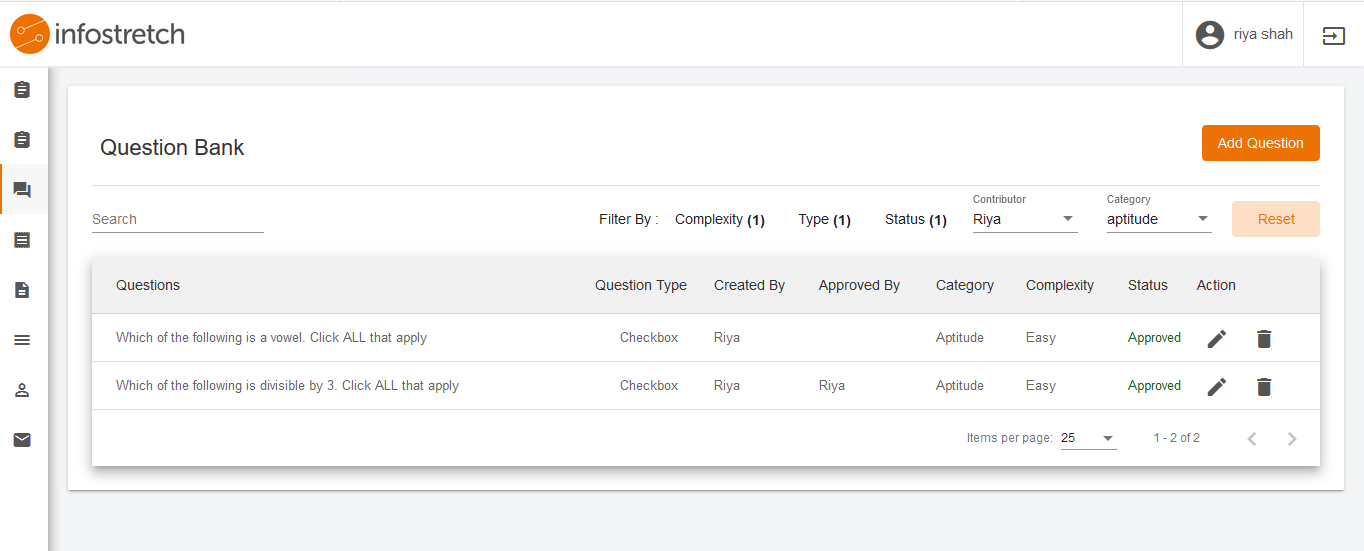 infostretch
riya shah
Question Bank
Add Question
Search
Filter By :
Complexity (1)
Type (1)
Status (1)
Contributor
Riya
Category
aptitude
Reset
Questions Question Type Created By Approved By Category Complexity Status Action
Which of the following is a vowel. Click ALL that apply Checkbox Riya Aptitude Easy Approved
Which of the following is divisible by 3. Click ALL that apply Checkbox Riya Riya Aptitude Easy Approved
Items per page: 25 1 - 2 of 2